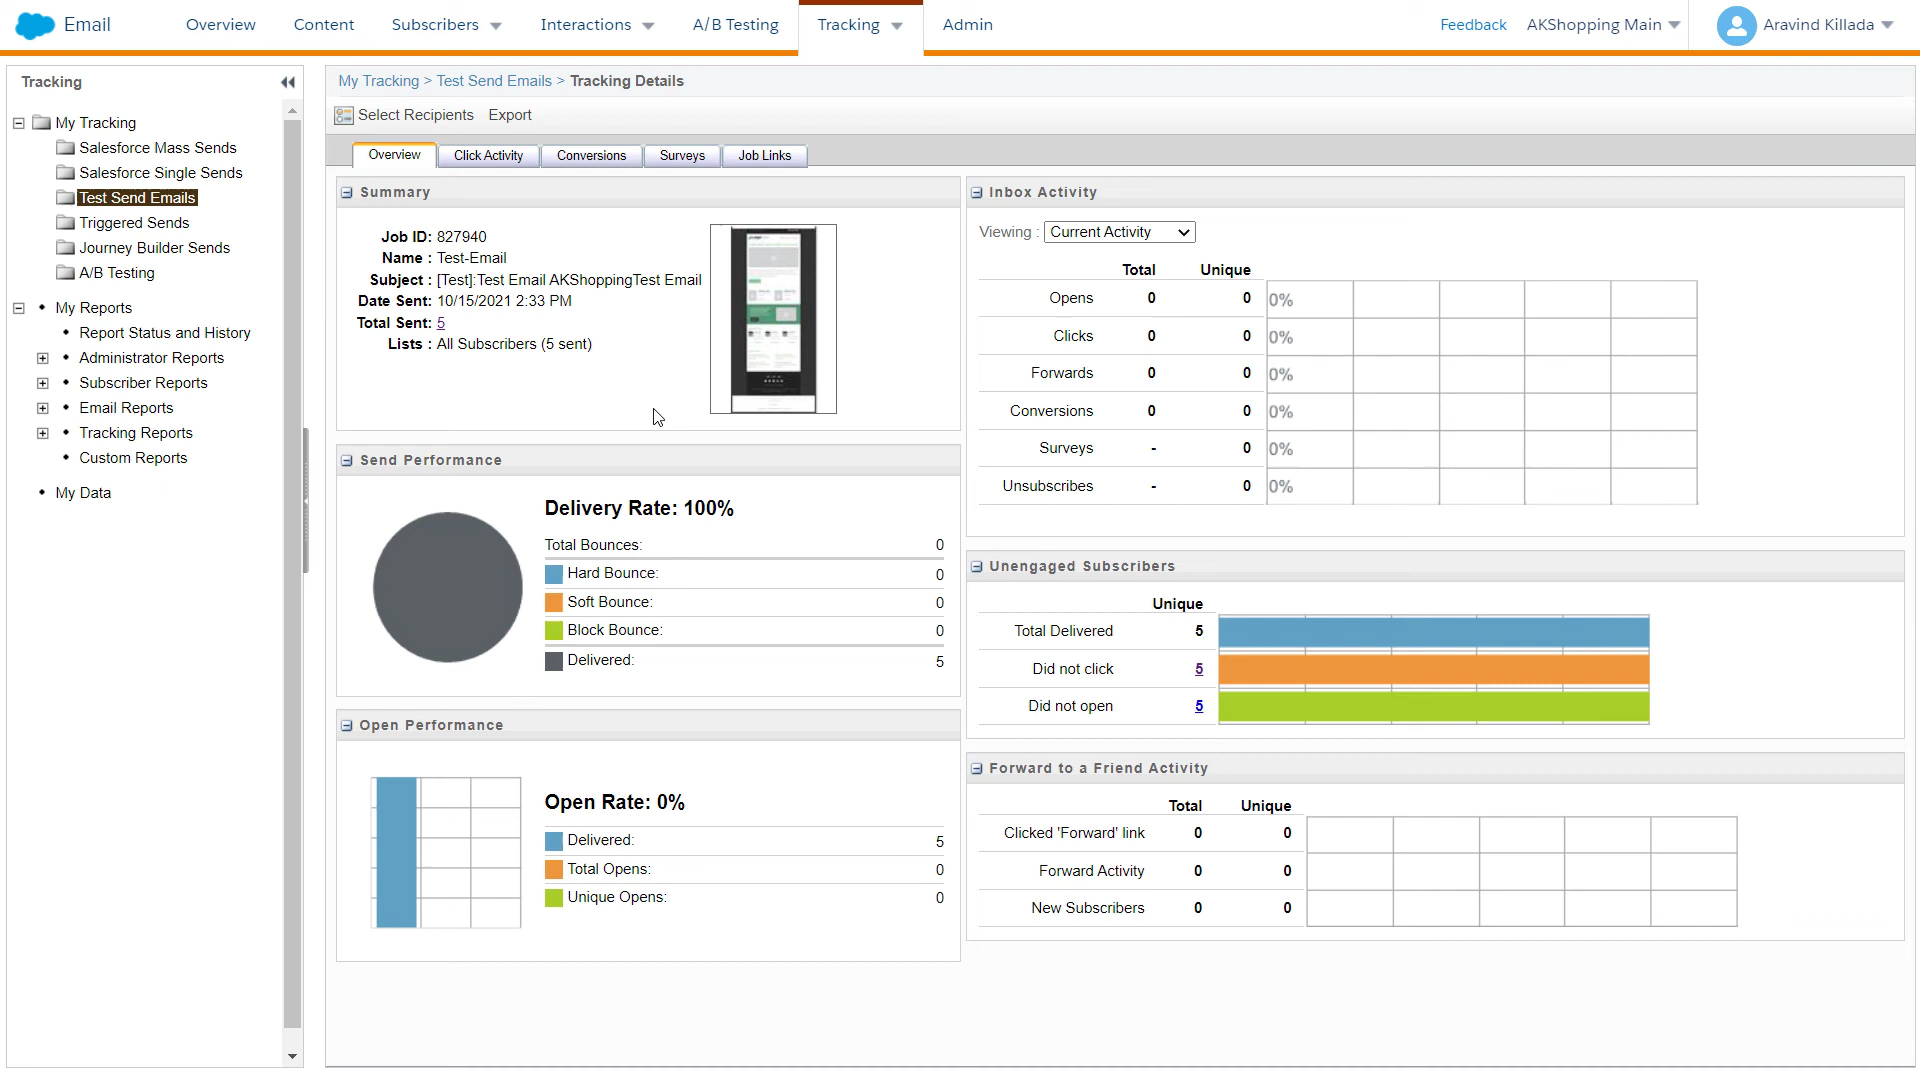 Email
Overview
Content
Subscribers
Interactions
A/B Testing
Tracking
Admin
Feedback
AKShopping Main
Aravind Killada
Tracking
My Tracking
Salesforce Mass Sends
Salesforce Single Sends
Test Send Emails
Triggered Sends
Journey Builder Sends
A/B Testing
My Reports
Report Status and History
Administrator Reports
Subscriber Reports
Email Reports
Tracking Reports
Custom Reports
My Data
My Tracking > Test Send Emails > Tracking Details
Select Recipients Export
Overview
Click Activity
Conversions
Surveys
Job Links
Summary
Job ID: 827940
Name : Test-Email
Subject : [Test]:Test Email AKShoppingTest Email
Date Sent: 10/15/2021 2:33 PM
Total Sent: 5
Lists : All Subscribers (5 sent)
Send Performance
Delivery Rate: 100%
Total Bounces: 0
Hard Bounce: 0
Soft Bounce: 0
Block Bounce: 0
Delivered: 5
Open Performance
Open Rate: 0%
Delivered: 5
Total Opens: 0
Unique Opens: 0
Inbox Activity
Viewing : Current Activity
Total Unique
Opens 0 0 0%
Clicks 0 0 0%
Forwards 0 0 0%
Conversions 0 0 0%
Surveys - 0 0%
Unsubscribes - 0 0%
Unengaged Subscribers
Unique
Total Delivered 5
Did not click 5
Did not open 5
Forward to a Friend Activity
Total Unique
Clicked 'Forward' link 0 0
Forward Activity 0 0
New Subscribers 0 0